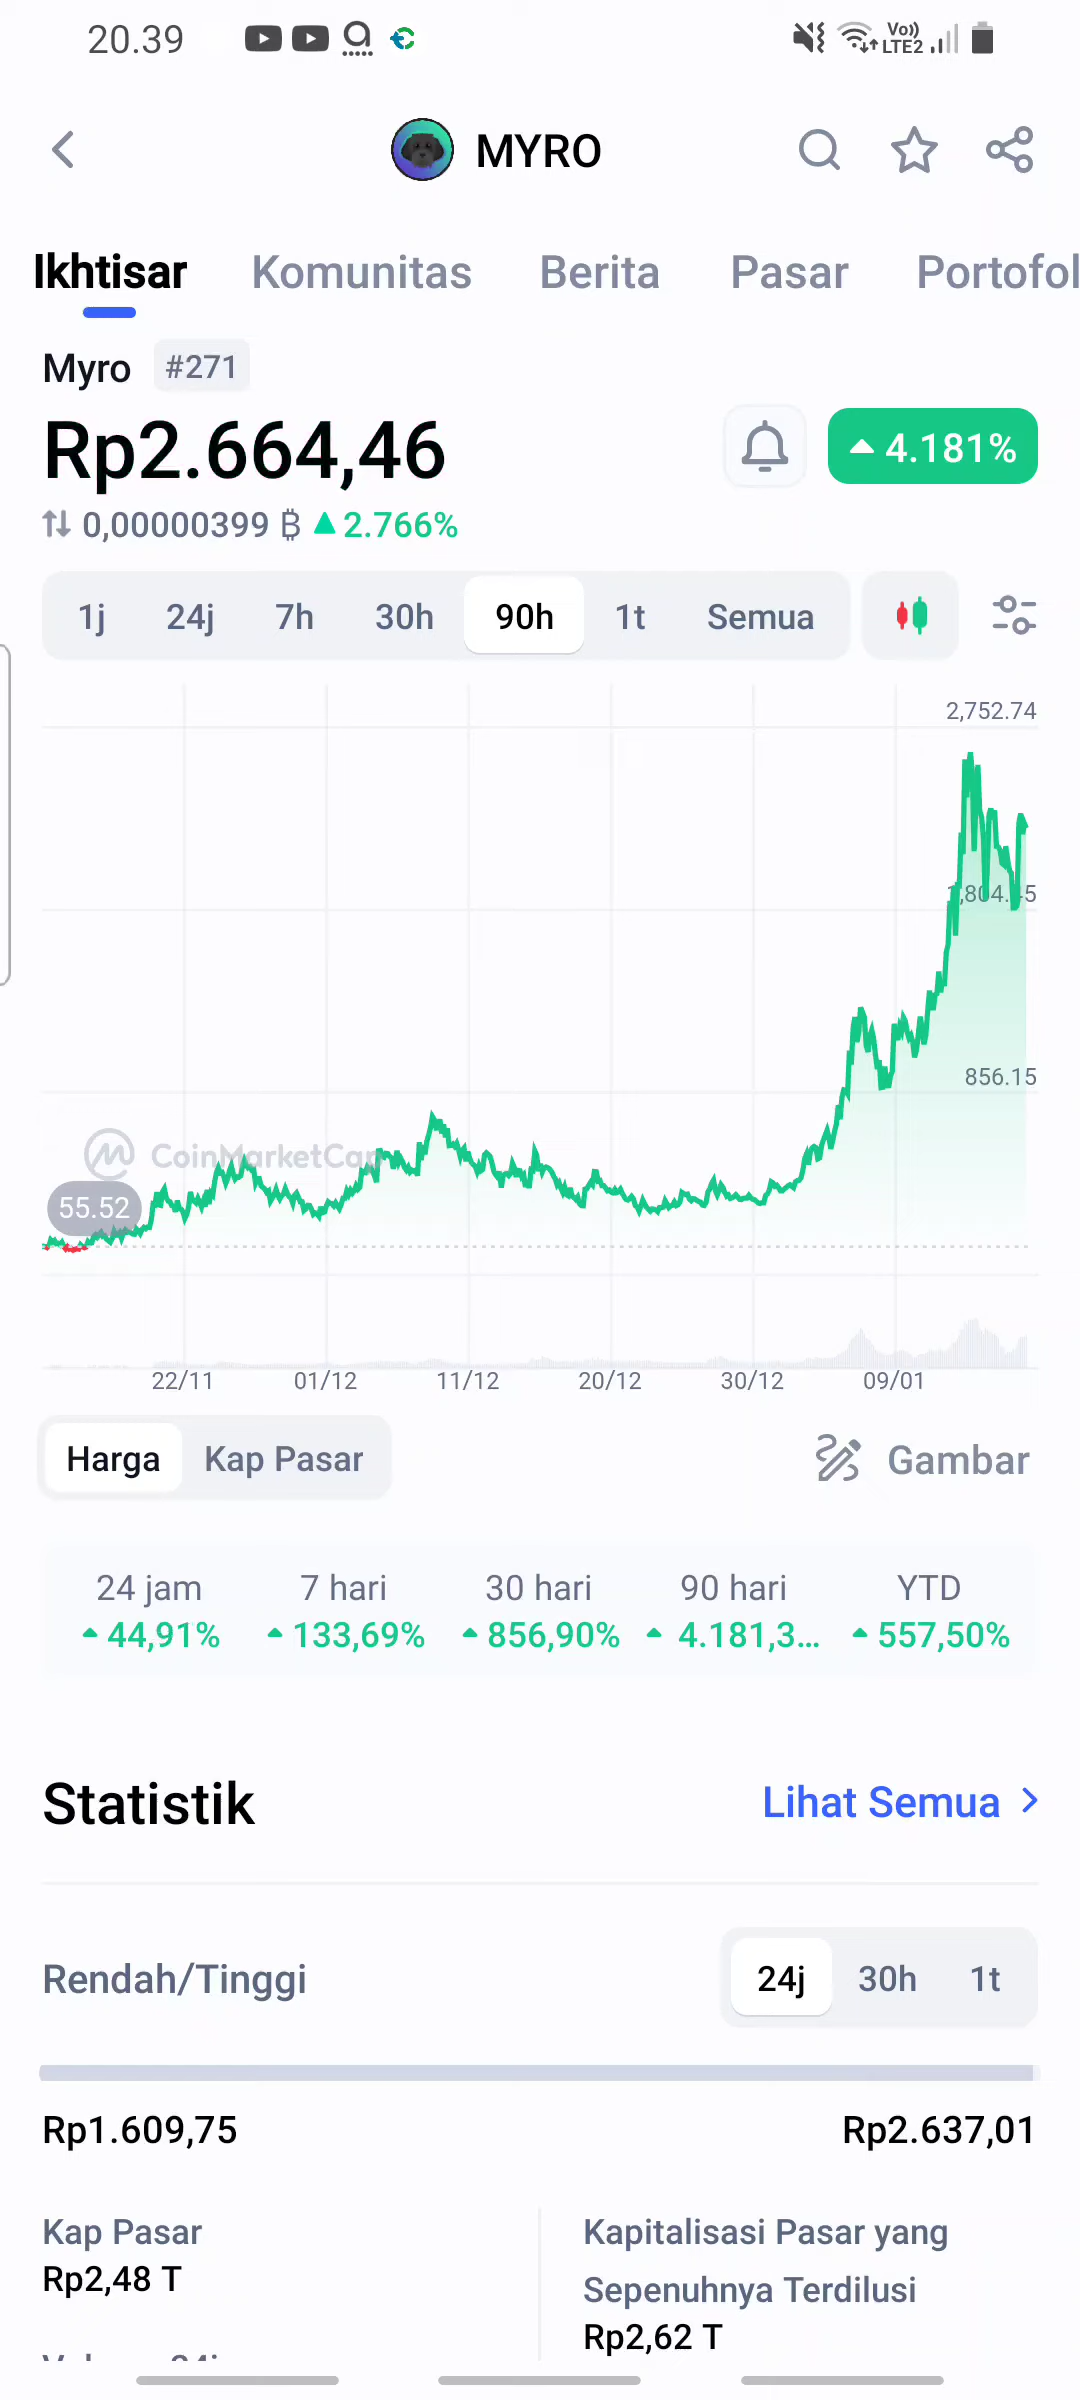 20.39
Vo))
LTE2
MYRO
Ikhtisar Komunitas Berita Pasar Portofol
Myro #271
Rp2.664,46
4.181%
0,00000399 ₿ 2.766%
1j 24j 7h 30h 90h 1t Semua
2,752.74
1,804.45
856.15
CoinMarketCap
55.52
22/11 01/12 11/12 20/12 30/12 09/01
Harga Kap Pasar Gambar
24 jam 7 hari 30 hari 90 hari YTD
44,91% 133,69% 856,90% 4.181,3... 557,50%
Statistik Lihat Semua
Rendah/Tinggi 24j 30h 1t
Rp1.609,75 Rp2.637,01
Kap Pasar
Rp2,48 T
Kapitalisasi Pasar yang
Sepenuhnya Terdilusi
Rp2,62 T